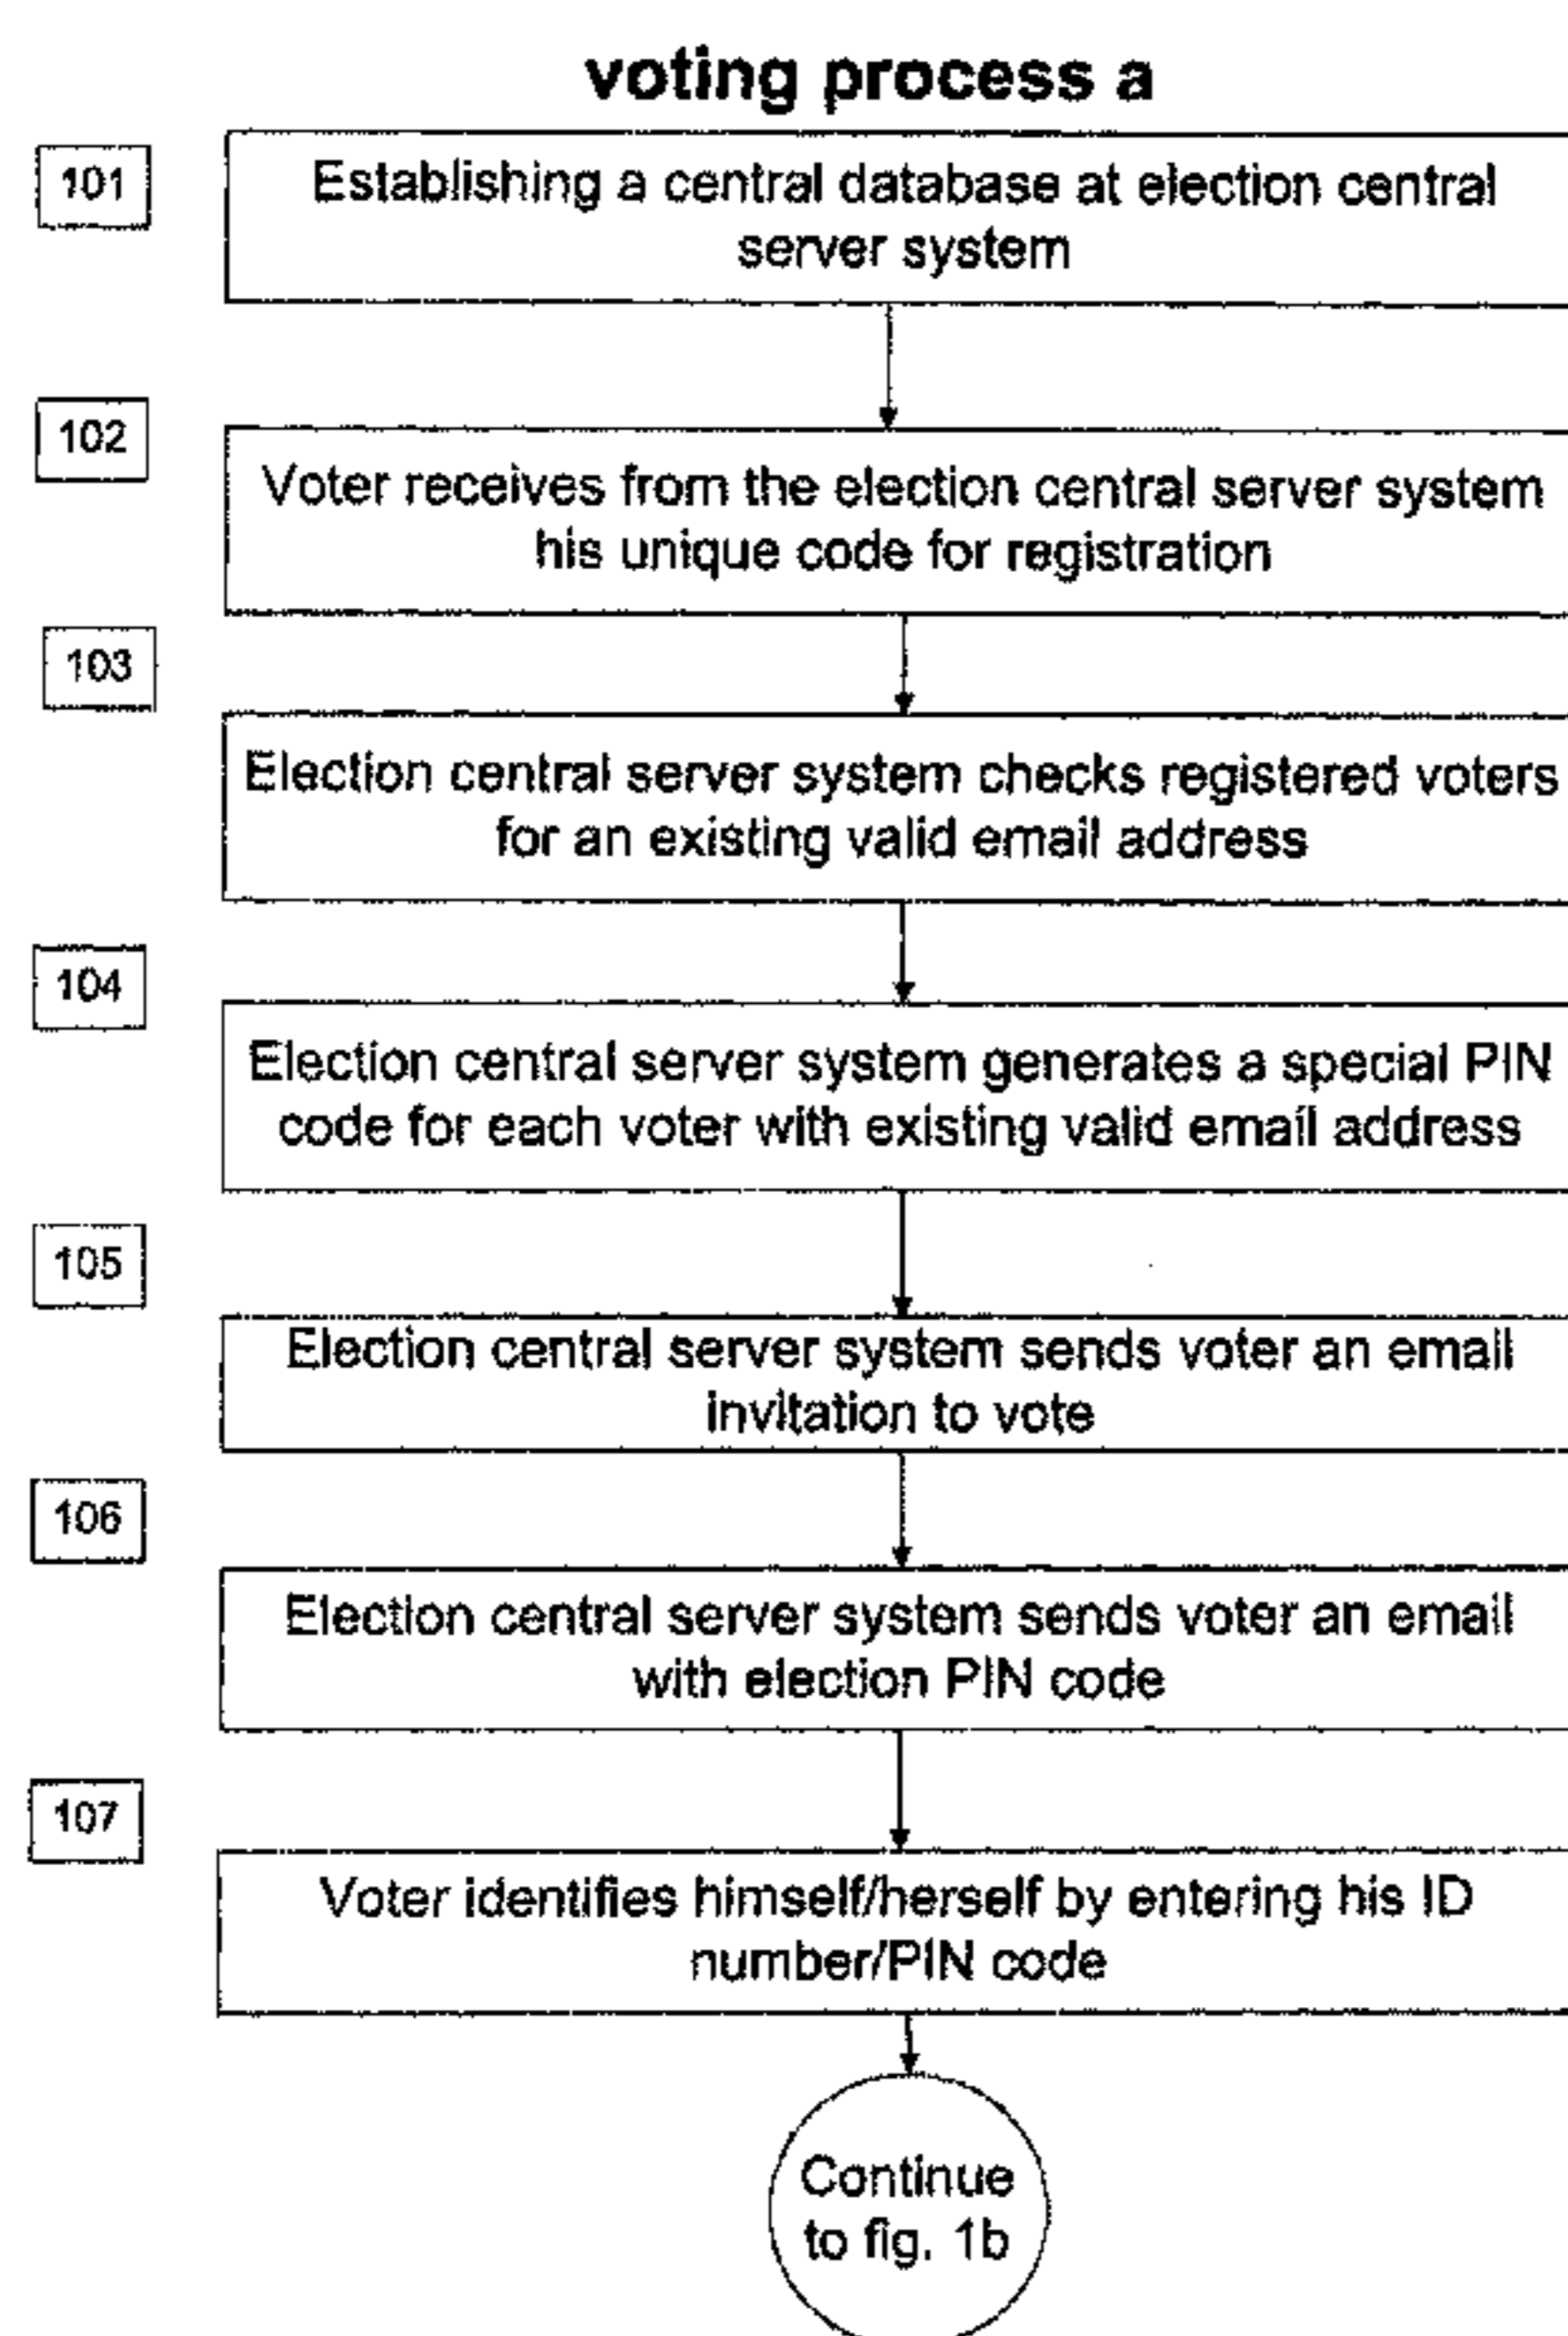 voting process a
101
Establishing a central database at election central
server system
102
Voter receives from the election central server system
his unique code for registration
103
Election central server system checks registered voters
for an existing valid email address
104
Election central server system generates a special PIN
code for each voter with existing valid email address
105
Election central server system sends voter an email
invitation to vote
106
Election central server system sends voter an email
with election PIN code
107
Voter identifies himself/herself by entering his ID
number/PIN code
Continue
to fig. 1b